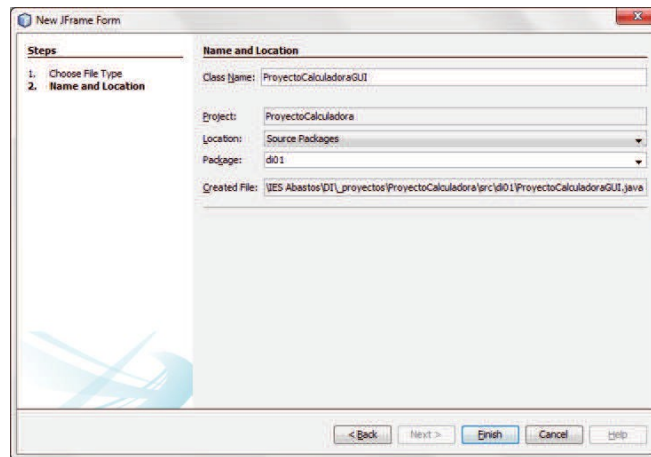 New JFrame Form
Steps
1. Choose File Type
2. Name and Location
Name and Location
Class Name: ProyectoCalculadoraGUI
Project: ProyectoCalculadora
Location: Source Packages
Package: di01
Created File: \IES Abastos\DI\_proyectos\ProyectoCalculadora\src\di01\ProyectoCalculadoraGUI.java
< Back Next > Finish Cancel Help